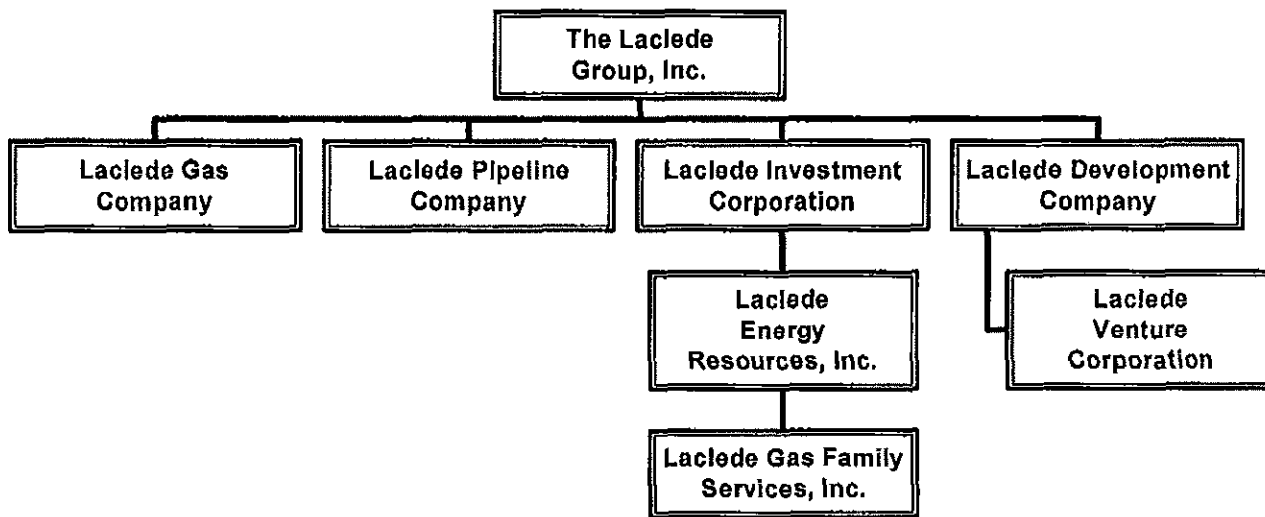 The Laclede
Group, Inc.
Laclede Gas
Company
Laclede Pipeline
Company
Laclede Investment
Corporation
Laclede Development
Company
Laclede
Energy
Resources, Inc.
Laclede
Venture
Corporation
Laclede Gas Family
Services, Inc.